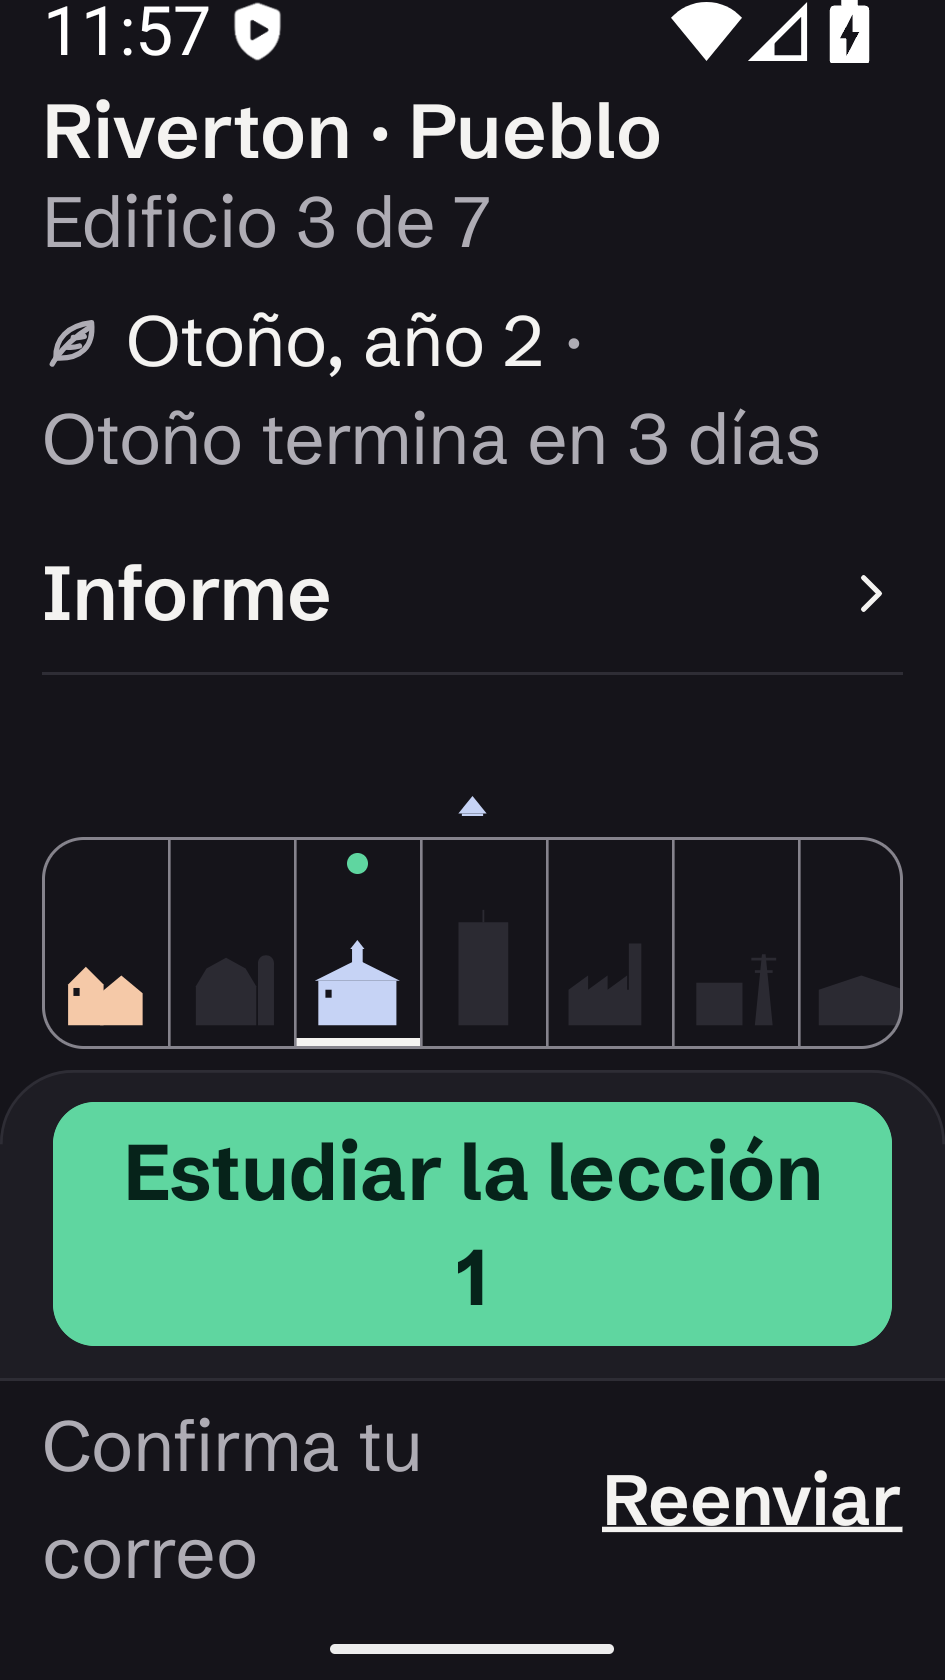 11:57
Riverton · Pueblo
Edificio 3 de 7
Otoño, año 2 ·
Otoño termina en 3 días
Informe
Estudiar la lección
1
Confirma tu
correo
Reenviar